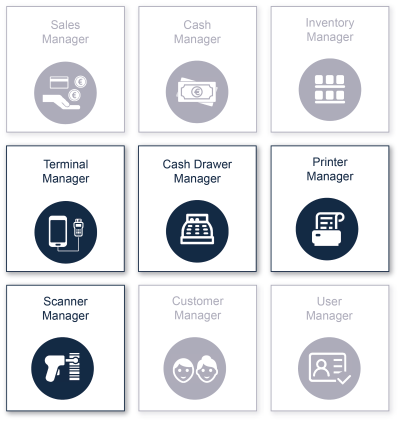 Sales
Manager
Cash
Manager
Inventory
Manager
Terminal
Manager
Cash Drawer
Manager
Printer
Manager
Scanner
Manager
Customer
Manager
User
Manager